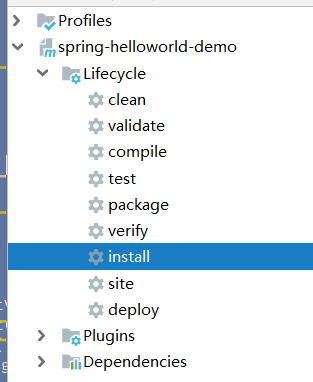 Profiles
spring-helloworld-demo
Lifecycle
clean
validate
compile
test
package
verify
install
site
deploy
Plugins
Dependencies